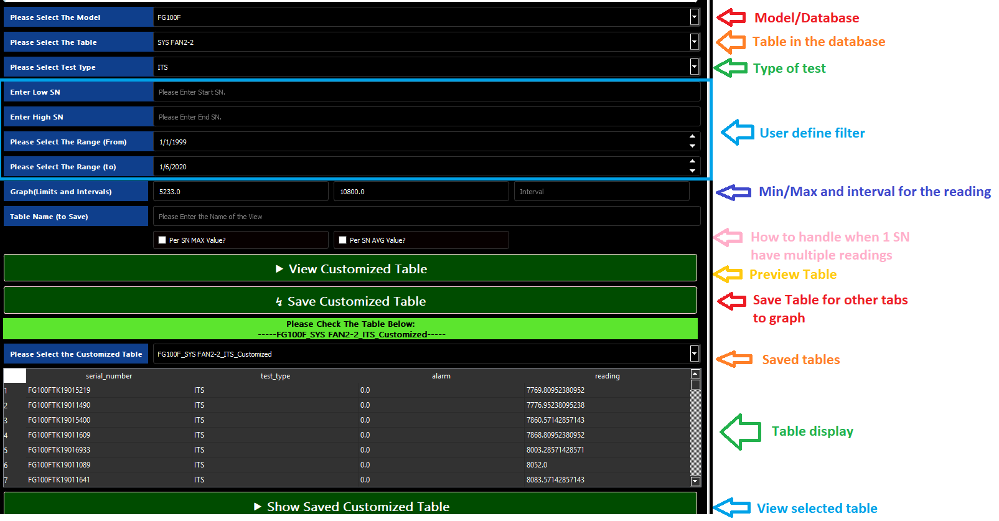 Please Select The Model FG100F Model/Database
Please Select The Table SYS FAN2-2 Table in the database
Please Select Test Type ITS Type of test
Enter Low SN Please Enter Start SN.
Enter High SN Please Enter End SN.
User define filter
Please Select The Range (From) 1/1/1999
Please Select The Range (to) 1/6/2020
Graph(Limits and Intervals) 5233.0 10800.0 Interval Min/Max and interval for the reading
Table Name (to Save) Please Enter the Name of the View
Per SN MAX Value? Per SN AVG Value? How to handle when 1 SN
have multiple readings
View Customized Table Preview Table
Save Customized Table Save Table for other tabs
to graph
Please Check The Table Below:
-----FG100F_SYS FAN2-2_ITS_Customized-----
Please Select the Customized Table FG100F_SYS FAN2-2_ITS_Customized Saved tables
serial_number test_type alarm reading
1 FG100FTK19015219 ITS 0.0 7769.80952380952
2 FG100FTK19011490 ITS 0.0 7776.95238095238
3 FG100FTK19015400 ITS 0.0 7860.57142857143
4 FG100FTK19011609 ITS 0.0 7868.80952380952
Table display
5 FG100FTK19016933 ITS 0.0 8003.28571428571
6 FG100FTK19011089 ITS 0.0 8052.0
7 FG100FTK19011641 ITS 0.0 8083.57142857143
Show Saved Customized Table View selected table